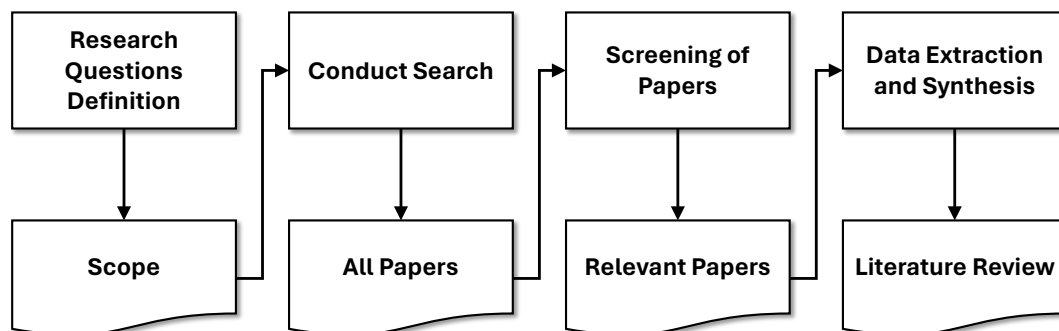 Research
Questions
Definition
Conduct Search
Screening of
Papers
Data Extraction
and Synthesis
Scope
All Papers
Relevant Papers
Literature Review